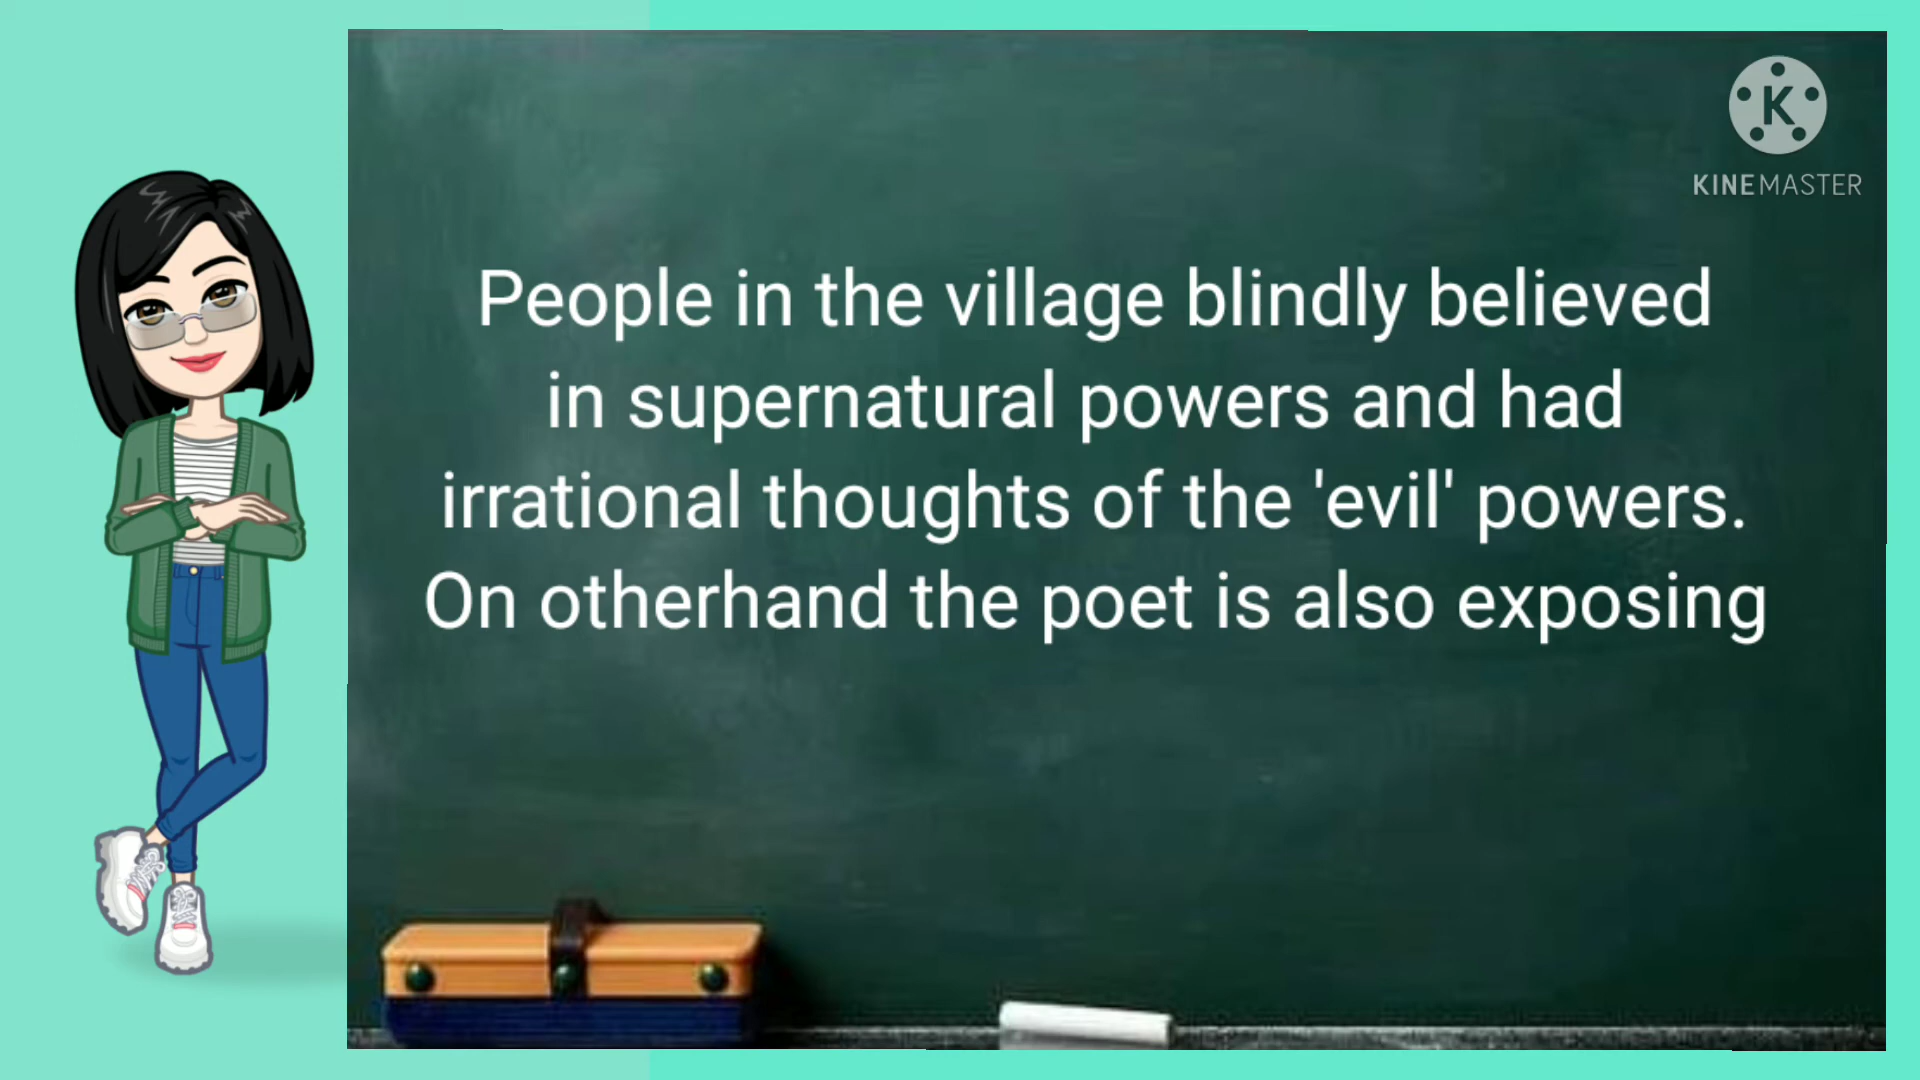 K
KINEMASTER
People in the village blindly believed
in supernatural powers and had
irrational thoughts of the 'evil' powers.
On otherhand the poet is also exposing